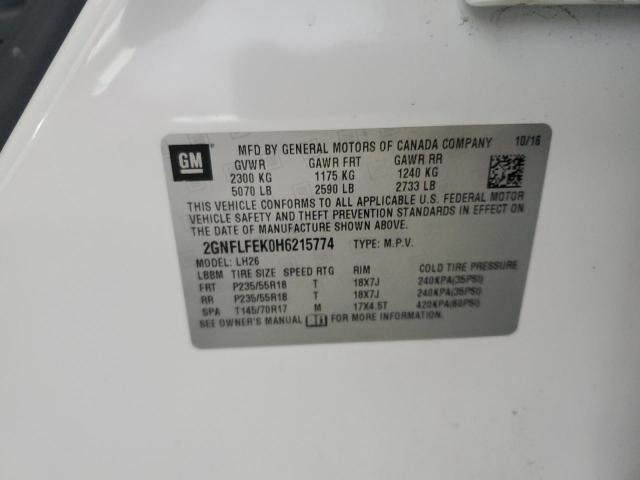 GM
MFD BY GENERAL MOTORS OF CANADA COMPANY 10/16
GVWR GAWR FRT GAWR RR
2300 KG 1175 KG 1240 KG
5070 LB 2590 LB 2733 LB
THIS VEHICLE CONFORMS TO ALL APPLICABLE U.S. FEDERAL MOTOR
VEHICLE SAFETY AND THEFT PREVENTION STANDARDS IN EFFECT ON
THE DATE OF MANUFACTURE SHOWN ABOVE.
2GNFLFEK0H6215774 TYPE: M.P.V.
MODEL: LH26
LBBM TIRE SIZE SPEED RTG RIM COLD TIRE PRESSURE
FRT P235/55R18 T 18X7J 240KPA(35PSI)
RR P235/55R18 T 18X7J 240KPA(35PSI)
SPA T145/70R17 M 17X4.5T 420KPA(60PSI)
SEE OWNER'S MANUAL FOR MORE INFORMATION.